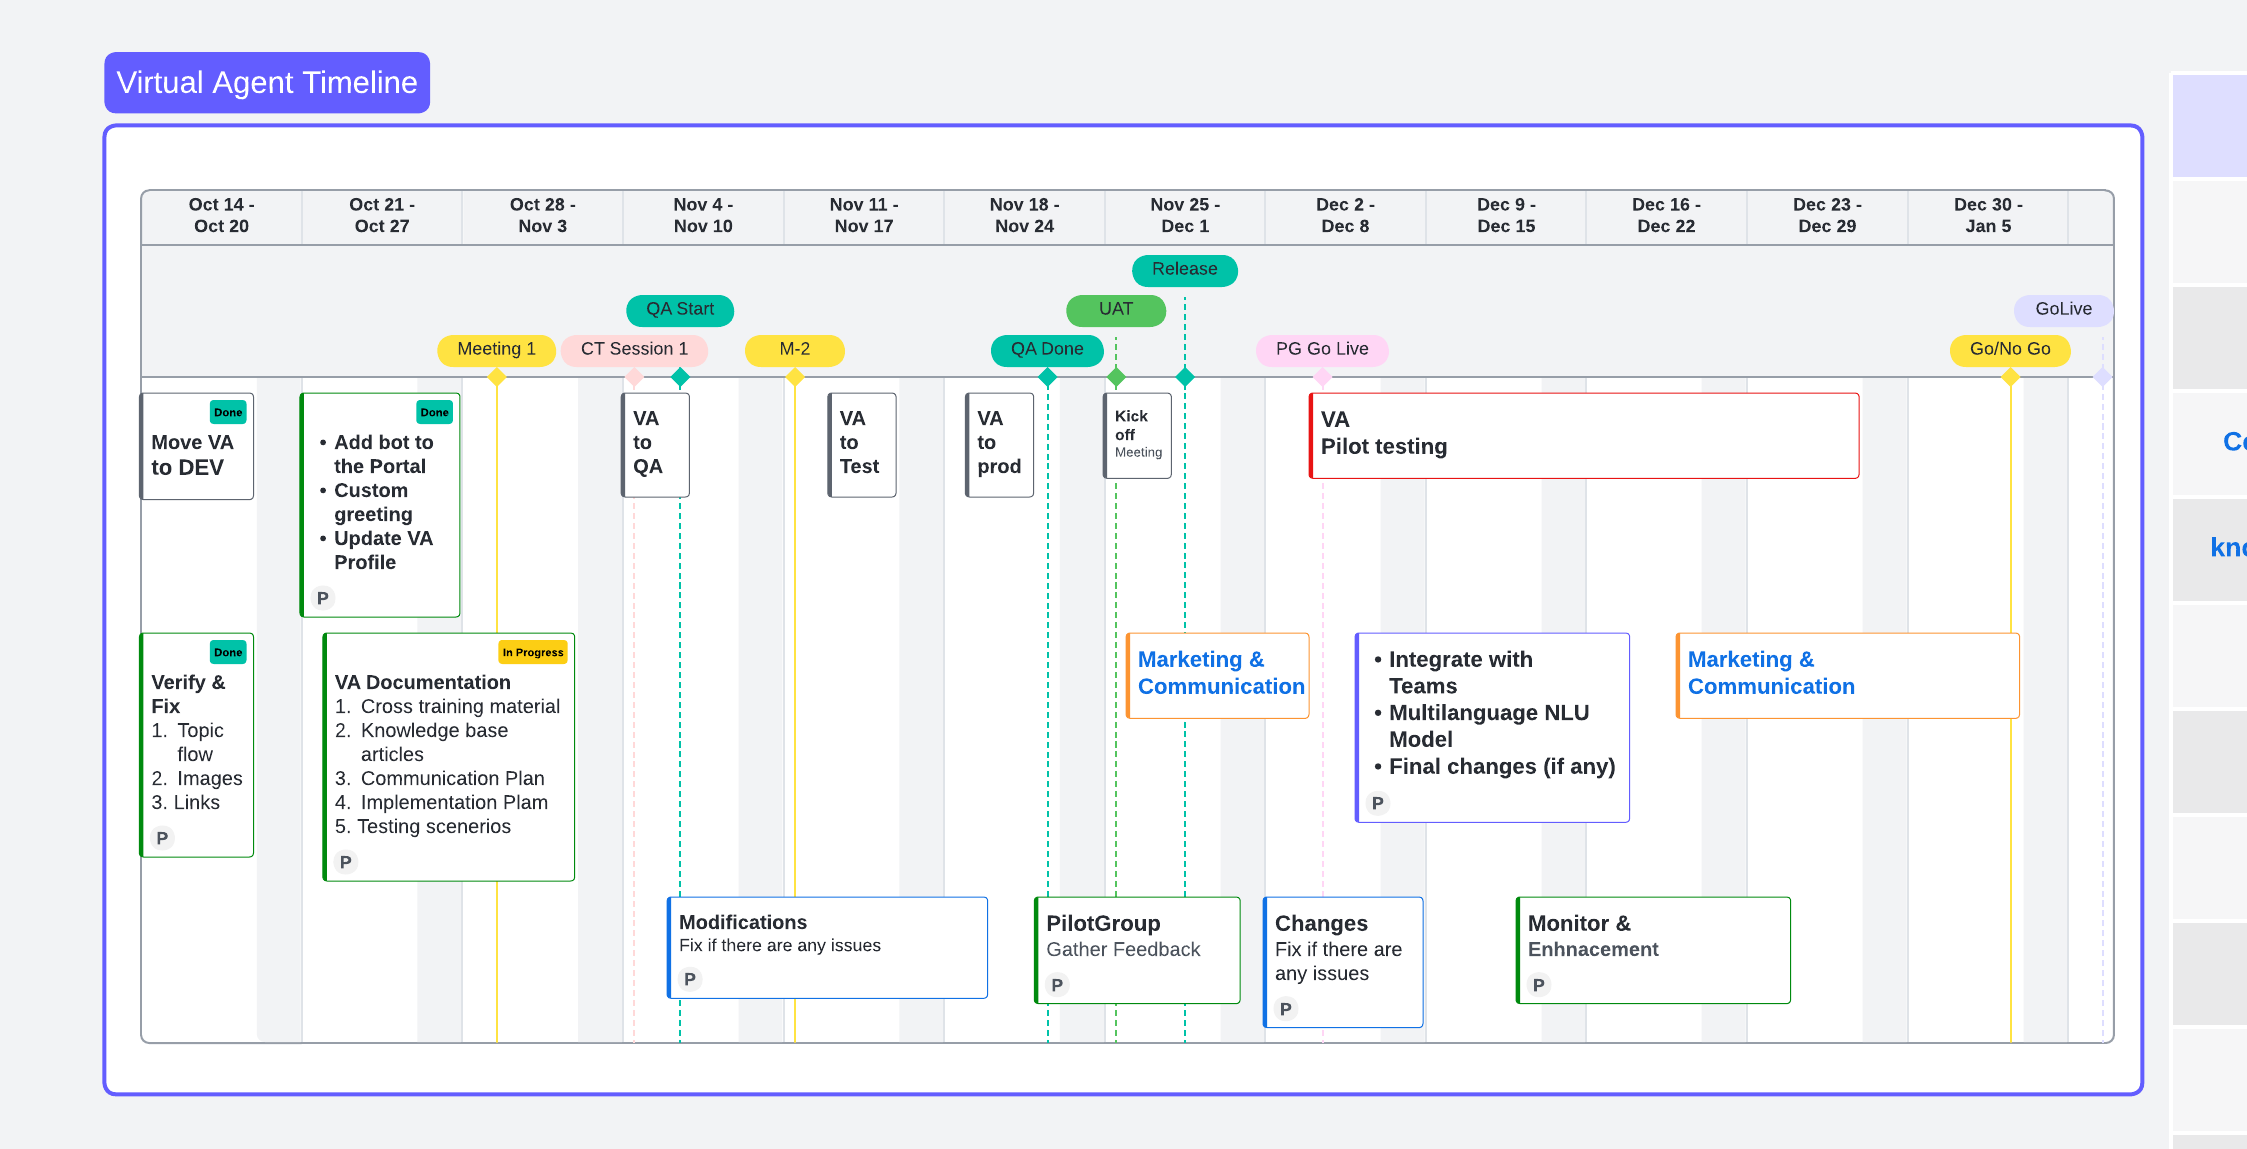 Virtual Agent Timeline
Oct 14 -
Oct 20
Oct 21 -
Oct 27
Oct 28 -
Nov 3
Nov 4 -
Nov 10
Nov 11 -
Nov 17
Nov 18 -
Nov 24
Nov 25 -
Dec 1
Dec 2 -
Dec 8
Dec 9 -
Dec 15
Dec 16 -
Dec 22
Dec 23 -
Dec 29
Dec 30 -
Jan 5
Release
QA Start
UAT
GoLive
Meeting 1
CT Session 1
M-2
QA Done
PG Go Live
Go/No Go
Done
Move VA
to DEV
Done
• Add bot to
the Portal
• Custom
greeting
• Update VA
Profile
P
VA
to
QA
VA
to
Test
VA
to
prod
Kick
off
Meeting
VA
Pilot testing
Done
Verify &
Fix
1. Topic
flow
2. Images
3. Links
P
In Progress
VA Documentation
1. Cross training material
2. Knowledge base
articles
3. Communication Plan
4. Implementation Plam
5. Testing scenerios
P
Marketing &
Communication
• Integrate with
Teams
• Multilanguage NLU
Model
• Final changes (if any)
P
Marketing &
Communication
Modifications
Fix if there are any issues
P
PilotGroup
Gather Feedback
P
Changes
Fix if there are
any issues
P
Monitor &
Enhnacement
P